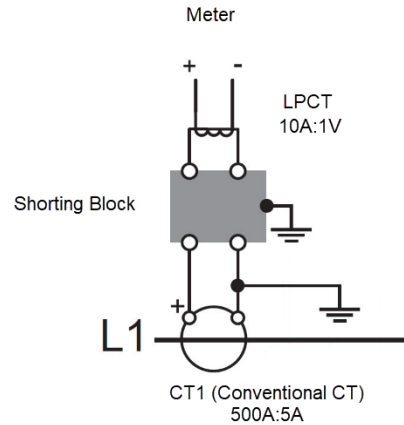 Meter
+ -
LPCT
10A:1V
Shorting Block
+
L1
CT1 (Conventional CT)
500A:5A